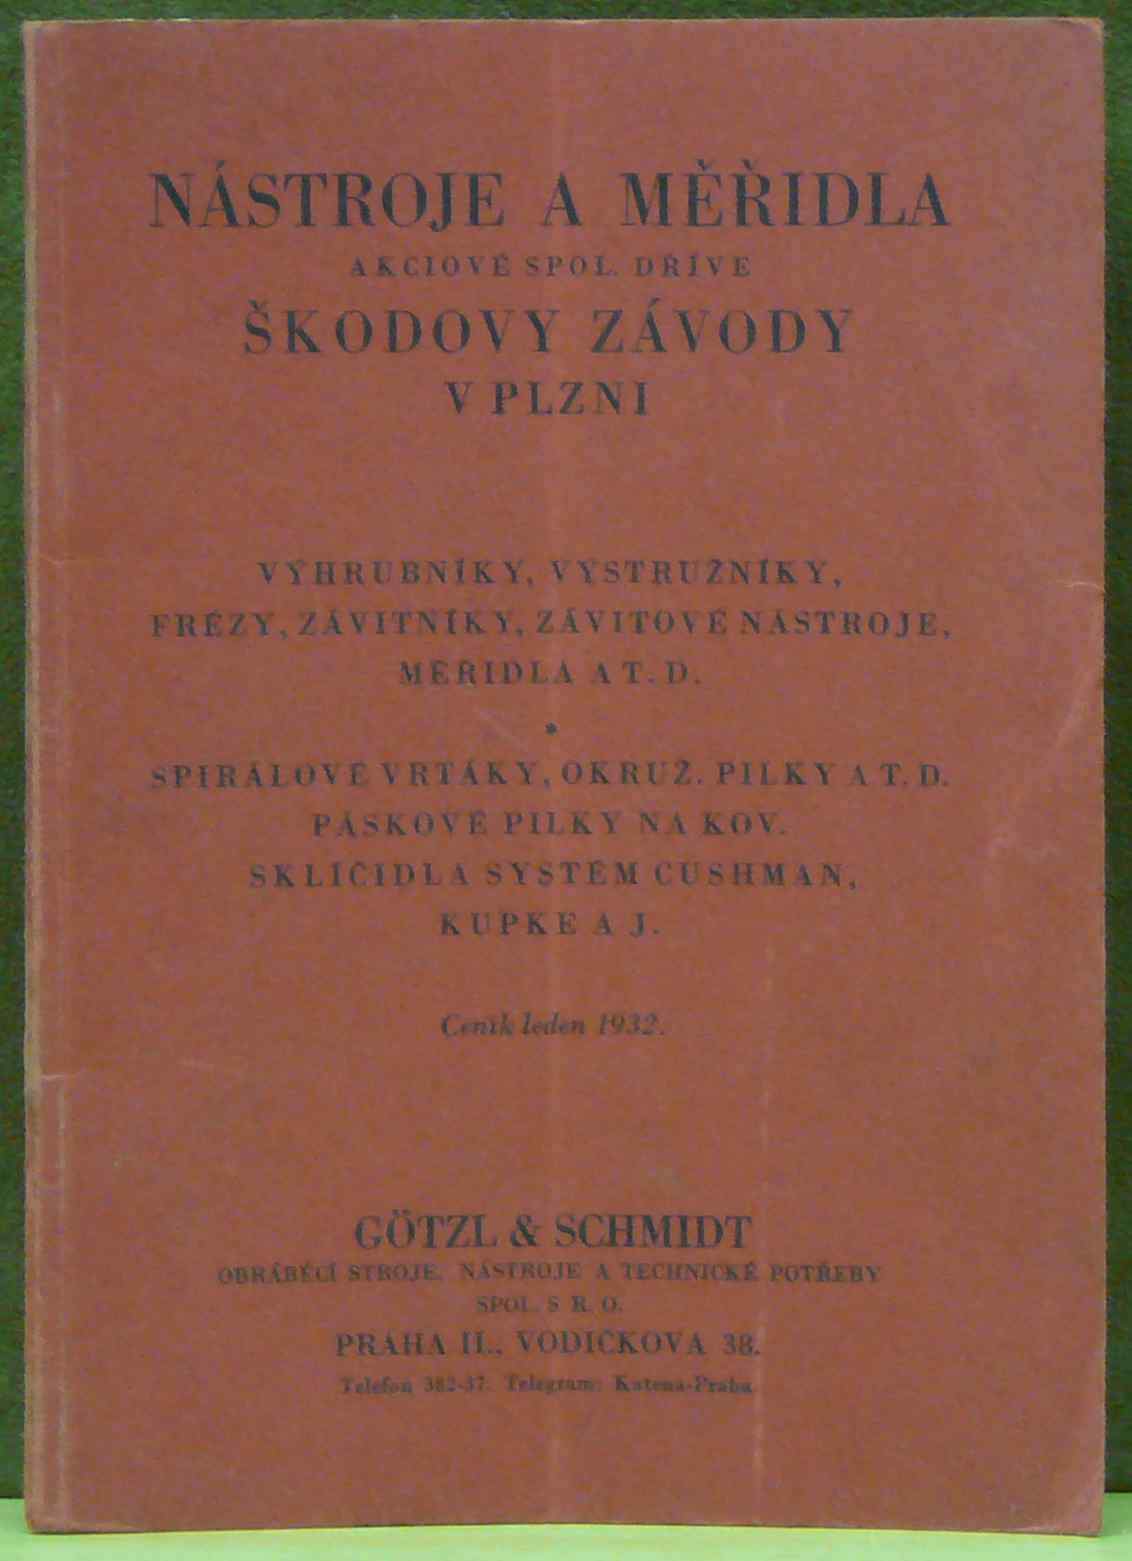 NÁSTROJE A MĚŘIDLA
AKCIOVÉ SPOL. DŘÍVE
ŠKODOVY ZÁVODY
V PLZNI
VÝHRUBNÍKY, VÝSTRUŽNÍKY,
FRÉZY, ZÁVITNÍKY, ZÁVITOVÉ NÁSTROJE,
MĚŘIDLA A T. D.
*
SPIRÁLOVÉ VRTÁKY, OKRUŽ. PILKY A T. D.
PÁSKOVÉ PILKY NA KOV.
SKLÍČIDLA SYSTÉM CUSHMAN,
KUPKE A J.
Ceník leden 1932.
GÖTZL & SCHMIDT
OBRÁBĚCÍ STROJE, NÁSTROJE A TECHNICKÉ POTŘEBY
SPOL. S R. O.
PRAHA II., VODIČKOVA 38.
Telefon 382-37. Telegram: Katena-Praha